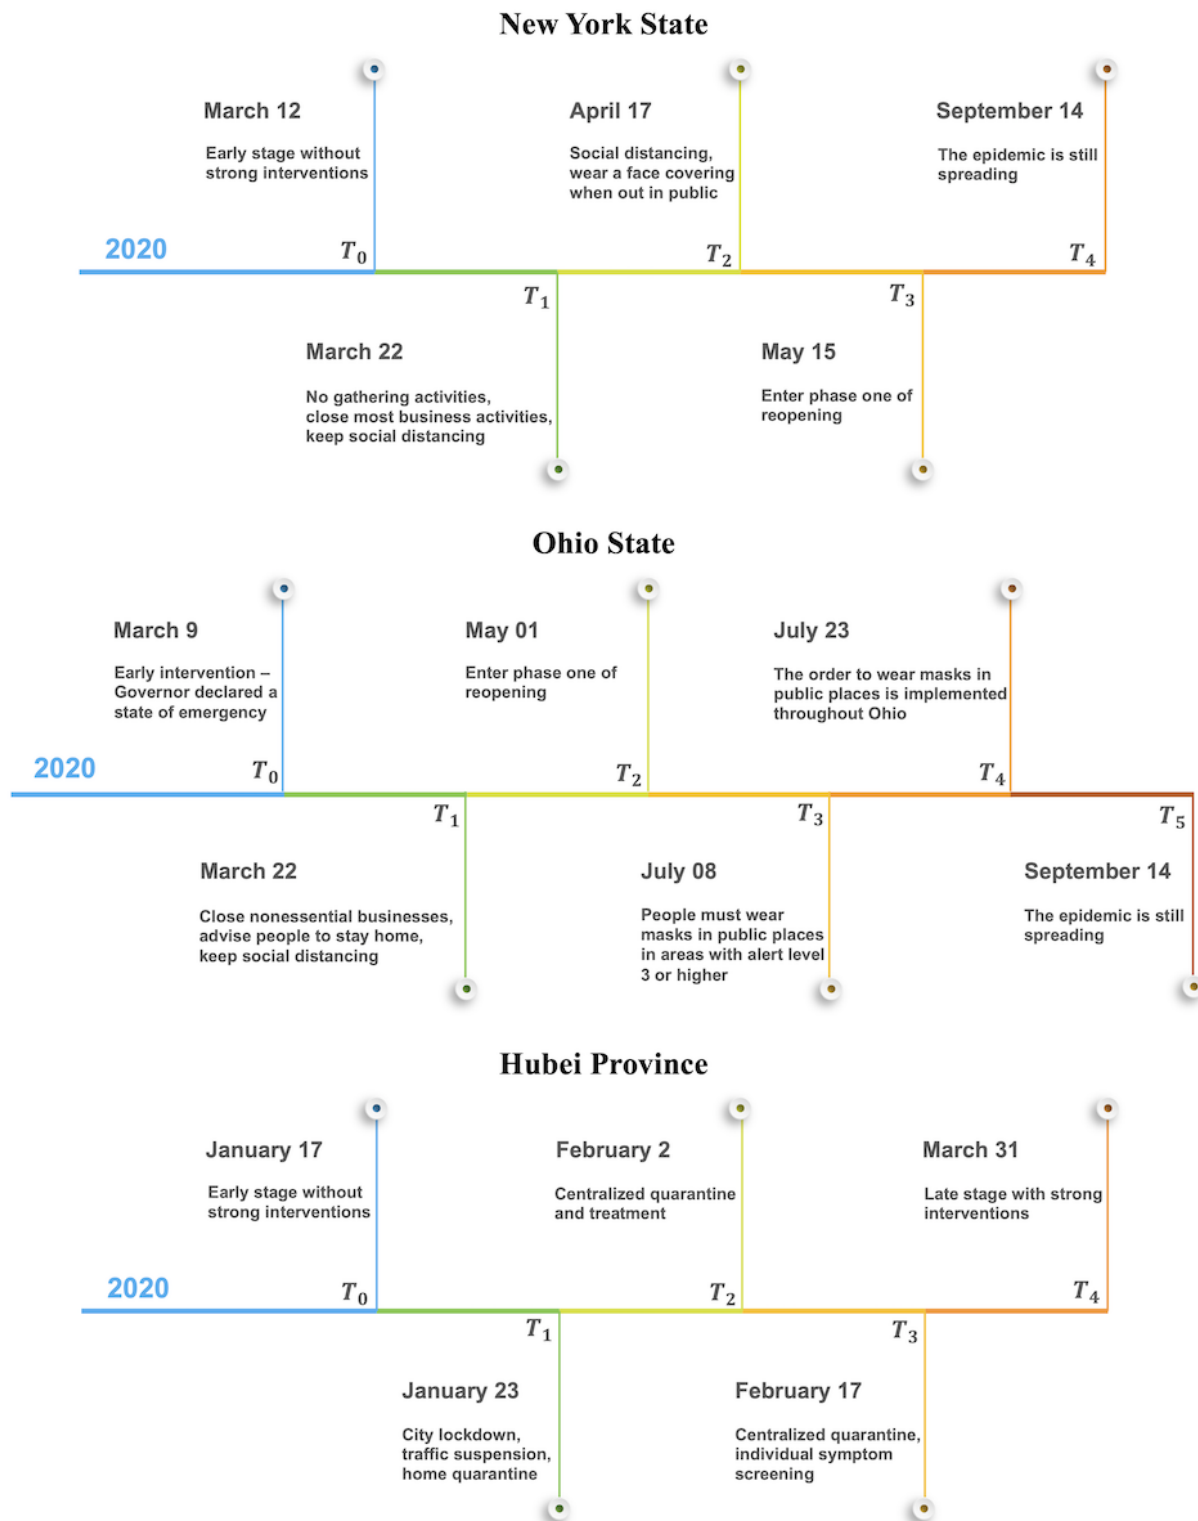 New York State
March 12
Early stage without
strong interventions
April 17
Social distancing,
wear a face covering
when out in public
September 14
The epidemic is still
spreading
2020
T0
T2
T4
T1
T3
March 22
No gathering activities,
close most business activities,
keep social distancing
May 15
Enter phase one of
reopening
Ohio State
March 9
Early intervention –
Governor declared a
state of emergency
May 01
Enter phase one of
reopening
July 23
The order to wear masks in
public places is implemented
throughout Ohio
2020
T0
T2
T4
T1
T3
T5
March 22
Close nonessential businesses,
advise people to stay home,
keep social distancing
July 08
People must wear
masks in public places
in areas with alert level
3 or higher
September 14
The epidemic is still
spreading
Hubei Province
January 17
Early stage without
strong interventions
February 2
Centralized quarantine
and treatment
March 31
Late stage with strong
interventions
2020
T0
T2
T4
T1
T3
January 23
City lockdown,
traffic suspension,
home quarantine
February 17
Centralized quarantine,
individual symptom
screening